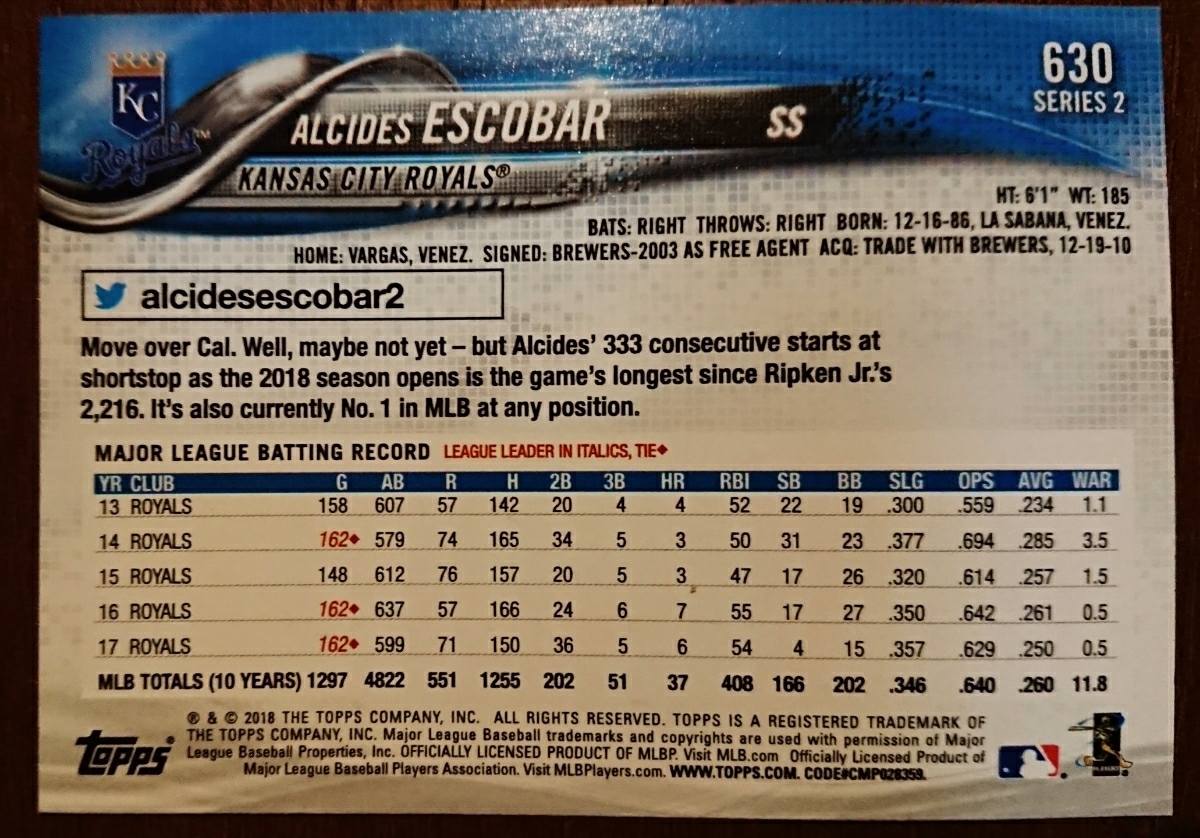 630
SERIES 2
KC
Royals™
ALCIDES ESCOBAR SS
KANSAS CITY ROYALS®
HT: 6'1" WT: 185
BATS: RIGHT THROWS: RIGHT BORN: 12-16-86, LA SABANA, VENEZ.
HOME: VARGAS, VENEZ. SIGNED: BREWERS-2003 AS FREE AGENT ACQ: TRADE WITH BREWERS, 12-19-10
alcidesescobar2
Move over Cal. Well, maybe not yet – but Alcides' 333 consecutive starts at
shortstop as the 2018 season opens is the game's longest since Ripken Jr.'s
2,216. It's also currently No. 1 in MLB at any position.
MAJOR LEAGUE BATTING RECORD LEAGUE LEADER IN ITALICS, TIE◆
YR CLUB G AB R H 2B 3B HR RBI SB BB SLG OPS AVG WAR
13 ROYALS 158 607 57 142 20 4 4 52 22 19 .300 .559 .234 1.1
14 ROYALS 162◆ 579 74 165 34 5 3 50 31 23 .377 .694 .285 3.5
15 ROYALS 148 612 76 157 20 5 3 47 17 26 .320 .614 .257 1.5
16 ROYALS 162◆ 637 57 166 24 6 7 55 17 27 .350 .642 .261 0.5
17 ROYALS 162◆ 599 71 150 36 5 6 54 4 15 .357 .629 .250 0.5
MLB TOTALS (10 YEARS) 1297 4822 551 1255 202 51 37 408 166 202 .346 .640 .260 11.8
® & © 2018 THE TOPPS COMPANY, INC. ALL RIGHTS RESERVED. TOPPS IS A REGISTERED TRADEMARK OF
THE TOPPS COMPANY, INC. Major League Baseball trademarks and copyrights are used with permission of Major
League Baseball Properties, Inc. OFFICIALLY LICENSED PRODUCT OF MLBP. Visit MLB.com Officially Licensed Product of
Major League Baseball Players Association. Visit MLBPlayers.com. WWW.TOPPS.COM. CODE#CMP028359.
Topps®